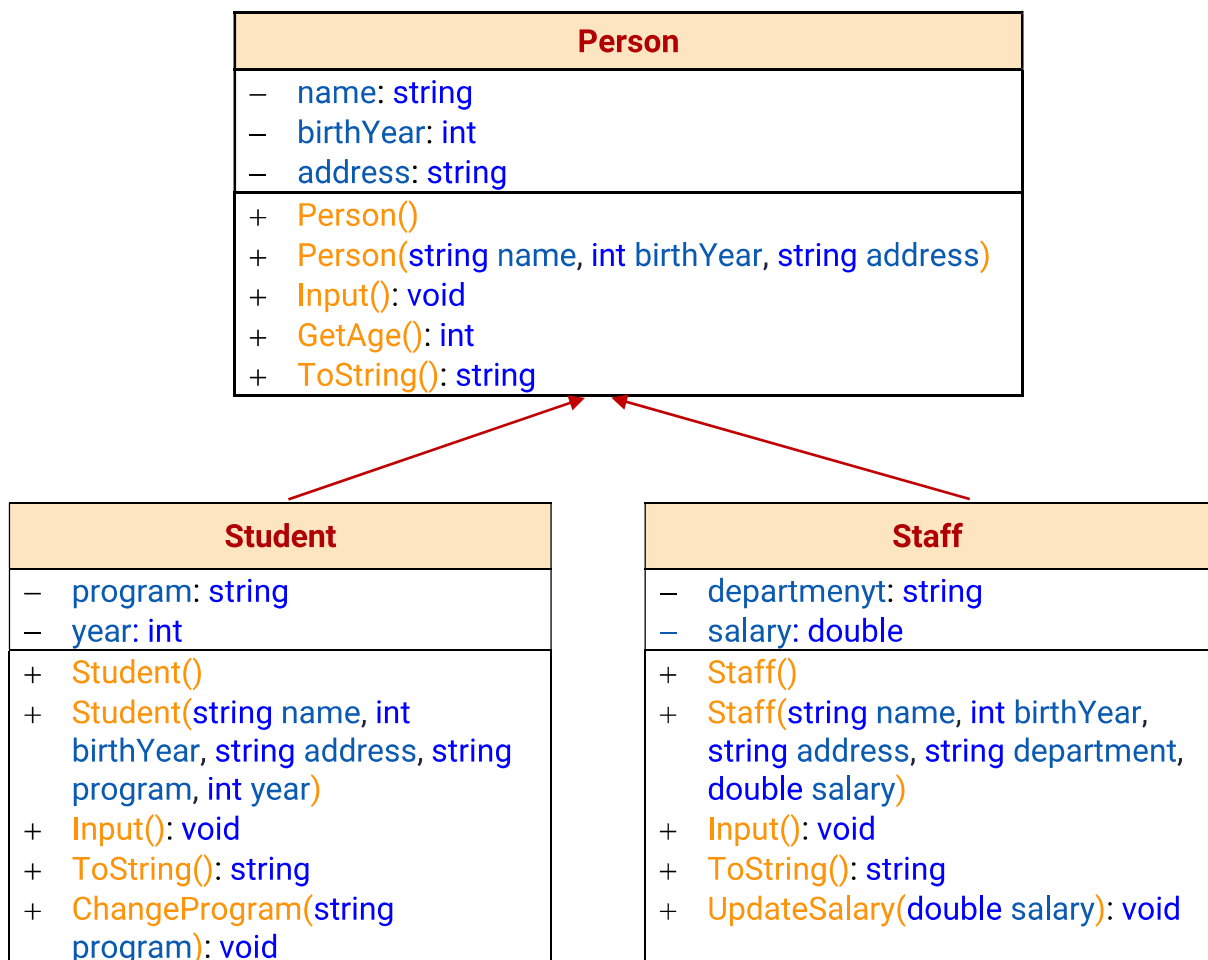 Person
– name: string
– birthYear: int
– address: string
+ Person()
+ Person(string name, int birthYear, string address)
+ Input(): void
+ GetAge(): int
+ ToString(): string
Student
– program: string
– year: int
+ Student()
+ Student(string name, int
birthYear, string address, string
program, int year)
+ Input(): void
+ ToString(): string
+ ChangeProgram(string
program): void
Staff
– departmenyt: string
– salary: double
+ Staff()
+ Staff(string name, int birthYear,
string address, string department,
double salary)
+ Input(): void
+ ToString(): string
+ UpdateSalary(double salary): void